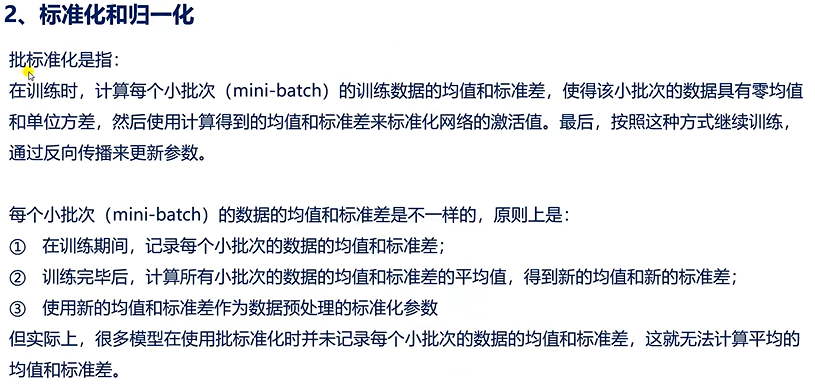 2、标准化和归一化
批标准化是指：
在训练时，计算每个小批次（mini-batch）的训练数据的均值和标准差，使得该小批次的数据具有零均值
和单位方差，然后使用计算得到的均值和标准差来标准化网络的激活值。最后，按照这种方式继续训练，
通过反向传播来更新参数。
每个小批次（mini-batch）的数据的均值和标准差是不一样的，原则上是：
① 在训练期间，记录每个小批次的数据的均值和标准差；
② 训练完毕后，计算所有小批次的数据的均值和标准差的平均值，得到新的均值和新的标准差；
③ 使用新的均值和标准差作为数据预处理的标准化参数
但实际上，很多模型在使用批标准化时并未记录每个小批次的数据的均值和标准差，这就无法计算平均的
均值和标准差。